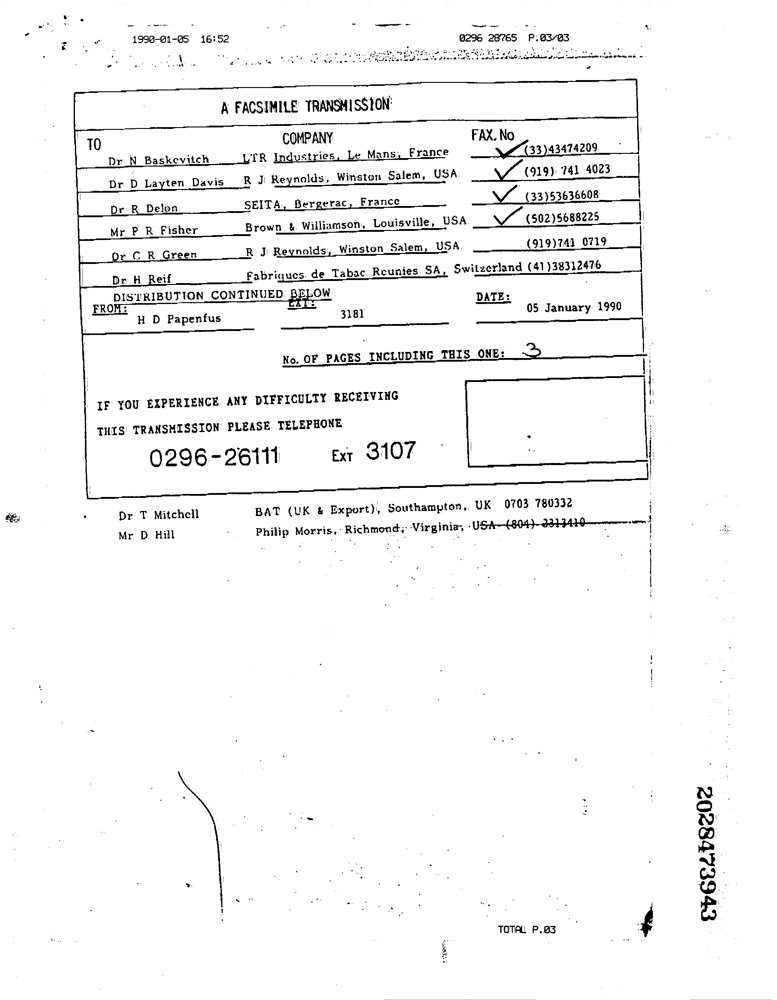 1990-01-05 16:52 0296 28765 P.03/03
A FACSIMILE TRANSMISSION
TO COMPANY FAX. No
Dr N Baskevitch LTR Industries, Le Mans, France (33)43474209
Dr D Layten Davis R J Reynolds, Winston Salem, USA (919) 741 4023
Dr R Delon SEITA, Bergerac, France (33)53636608
Mr P R Fisher Brown & Williamson, Louisville, USA (502)5688225
Dr C R Green R J Reynolds, Winston Salem, USA (919)741 0719
Dr H Reif Fabriques de Tabac Reunies SA, Switzerland (41)38312476
DISTRIBUTION CONTINUED BELOW
FROM: EXT: DATE:
H D Papenfus 3181 05 January 1990
No. OF PAGES INCLUDING THIS ONE: 3
IF YOU EXPERIENCE ANY DIFFICULTY RECEIVING
THIS TRANSMISSION PLEASE TELEPHONE
0296-26111 EXT 3107
Dr T Mitchell BAT (UK & Export), Southampton, UK 0703 780332
Mr D Hill Philip Morris, Richmond, Virginia, USA (804) 2313410
2028473943
TOTAL P.03